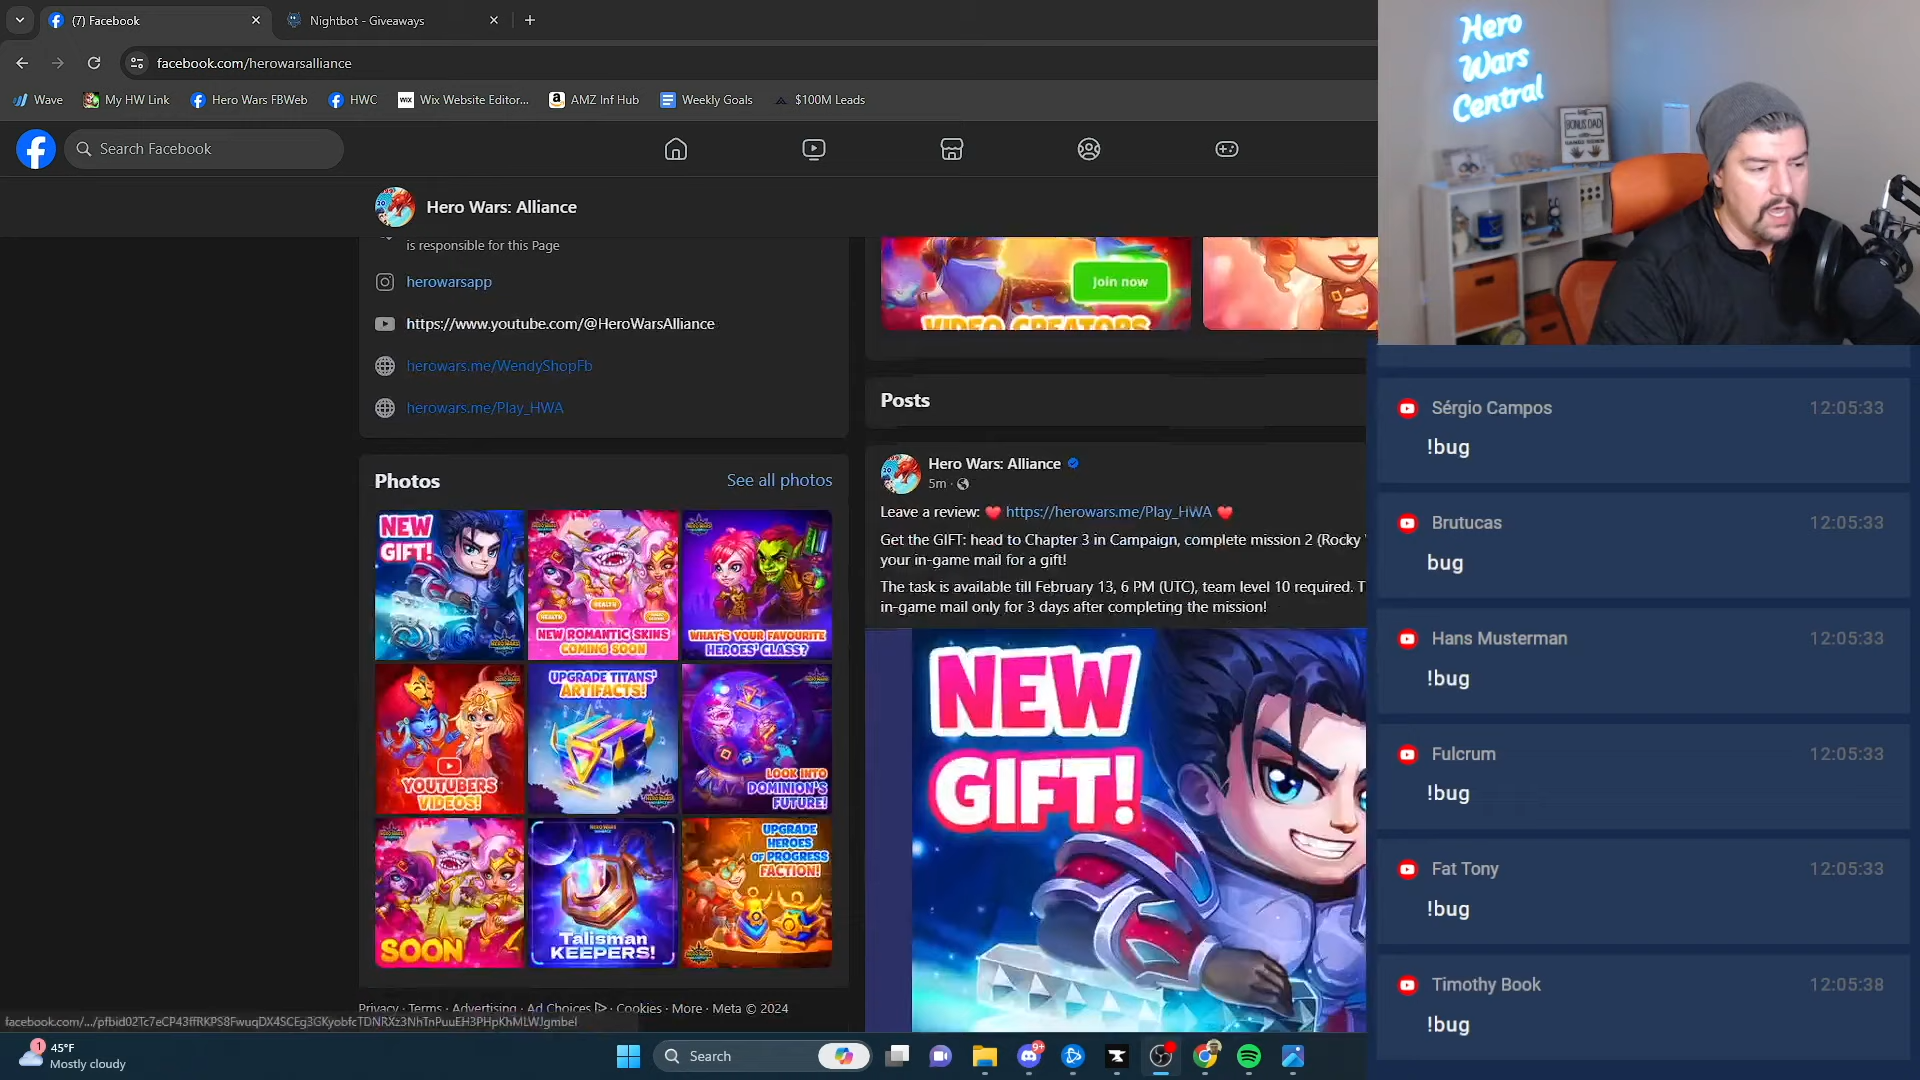 (7) Facebook
Nightbot - Giveaways
facebook.com/herowarsalliance
Wave
My HW Link
Hero Wars FBWeb
HWC
WIX
Wix Website Editor...
AMZ Inf Hub
Weekly Goals
$100M Leads
Search Facebook
Hero Wars: Alliance
is responsible for this Page
herowarsapp
https://www.youtube.com/@HeroWarsAlliance
herowars.me/WendyShopFb
herowars.me/Play_HWA
Photos
See all photos
NEW
GIFT!
HEALTH
HEALTH
NEW ROMANTIC SKINS
COMING SOON
WHAT'S YOUR FAVOURITE
HEROES' CLASS?
YOUTUBERS
VIDEOS!
UPGRADE TITANS'
ARTIFACTS!
LOOK INTO
DOMINION'S
FUTURE!
SOON
Talisman
KEEPERS!
UPGRADE
HEROES
OF PROGRESS
FACTION!
Privacy · Terms · Advertising · Ad Choices · Cookies · More · Meta © 2024
Join now
VIDEO CREATORS
Posts
Hero Wars: Alliance
5m ·
Leave a review: https://herowars.me/Play_HWA
Get the GIFT: head to Chapter 3 in Campaign, complete mission 2 (Rocky
your in-game mail for a gift!
The task is available till February 13, 6 PM (UTC), team level 10 required. T
in-game mail only for 3 days after completing the mission!
NEW
GIFT!
Hero
Wars
Central
BONUS DAD
Sérgio Campos 12:05:33
!bug
Brutucas 12:05:33
bug
Hans Musterman 12:05:33
!bug
Fulcrum 12:05:33
!bug
Fat Tony 12:05:33
!bug
Timothy Book 12:05:38
!bug
1
45°F
Mostly cloudy
Search
9+